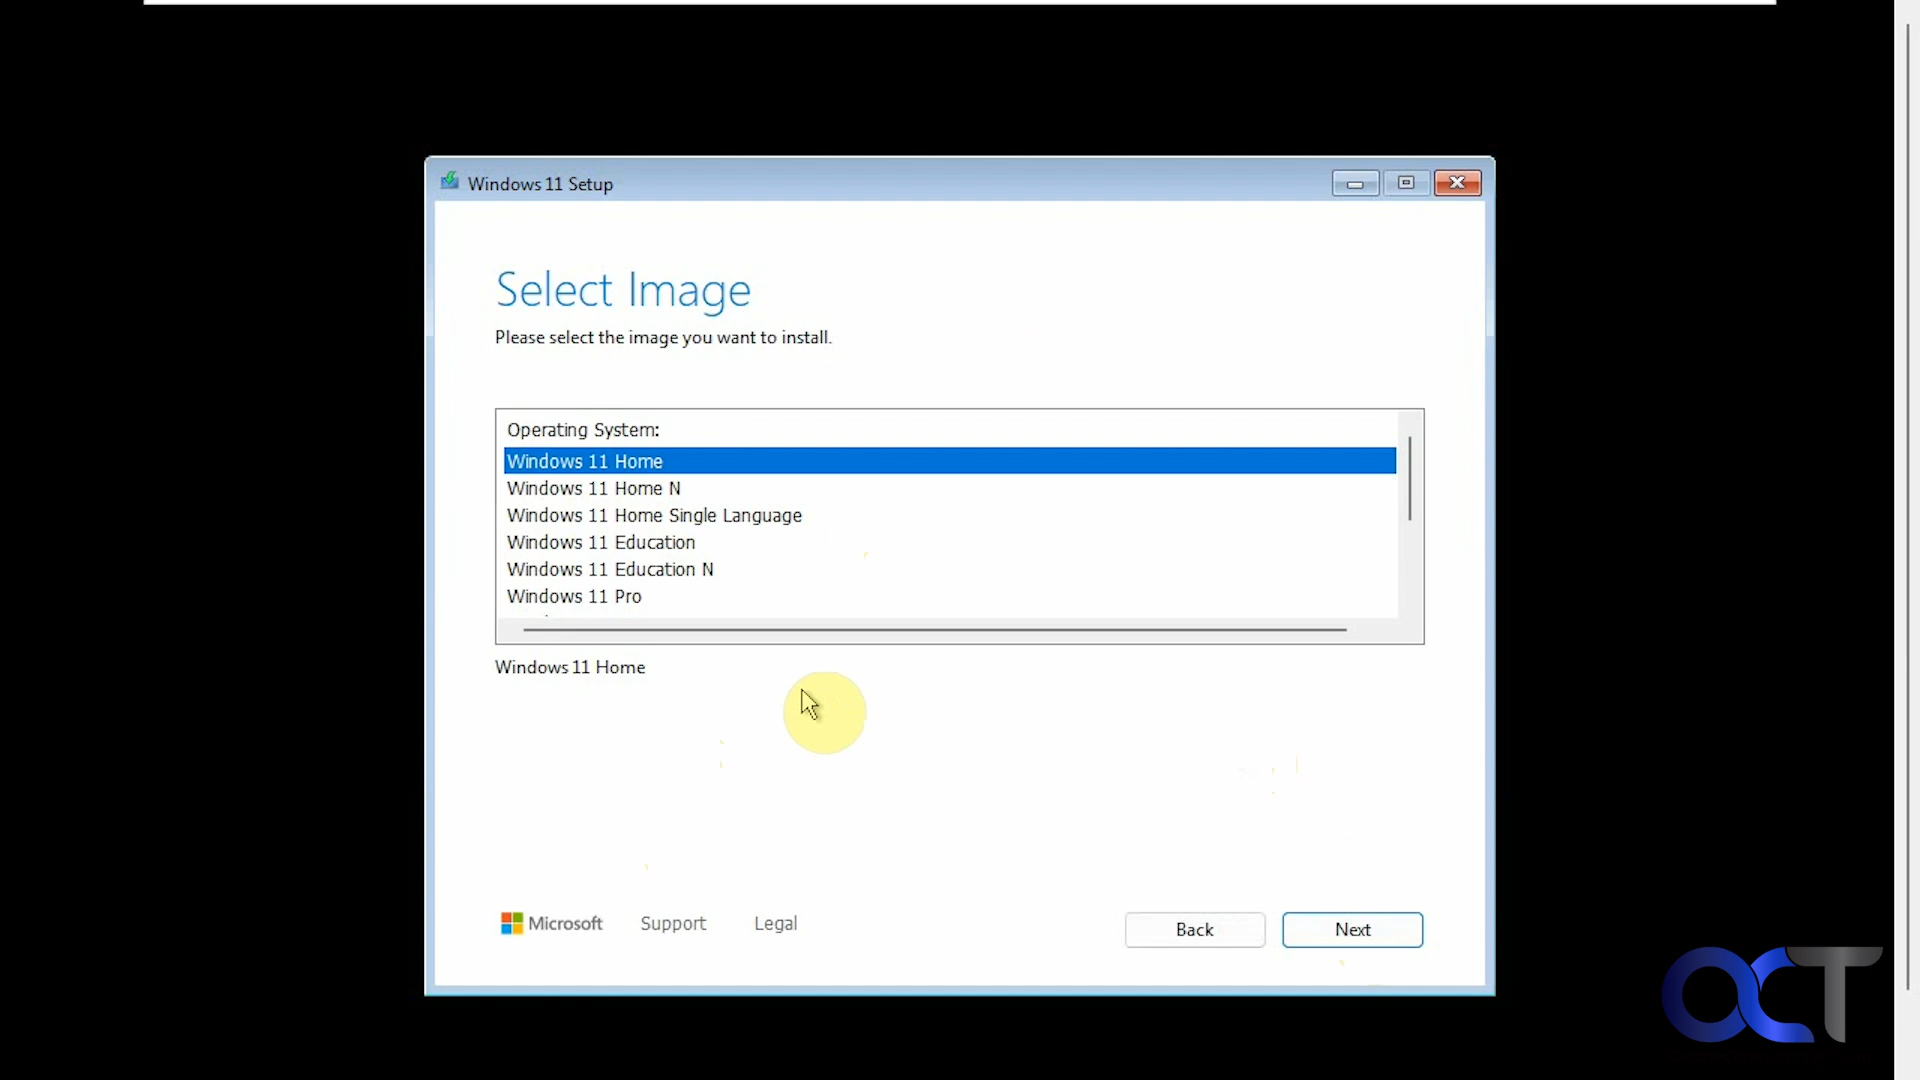 Windows 11 Setup
Select Image
Please select the image you want to install.
Operating System:
Windows 11 Home
Windows 11 Home N
Windows 11 Home Single Language
Windows 11 Education
Windows 11 Education N
Windows 11 Pro
Windows 11 Home
Microsoft Support Legal Back Next
OCT